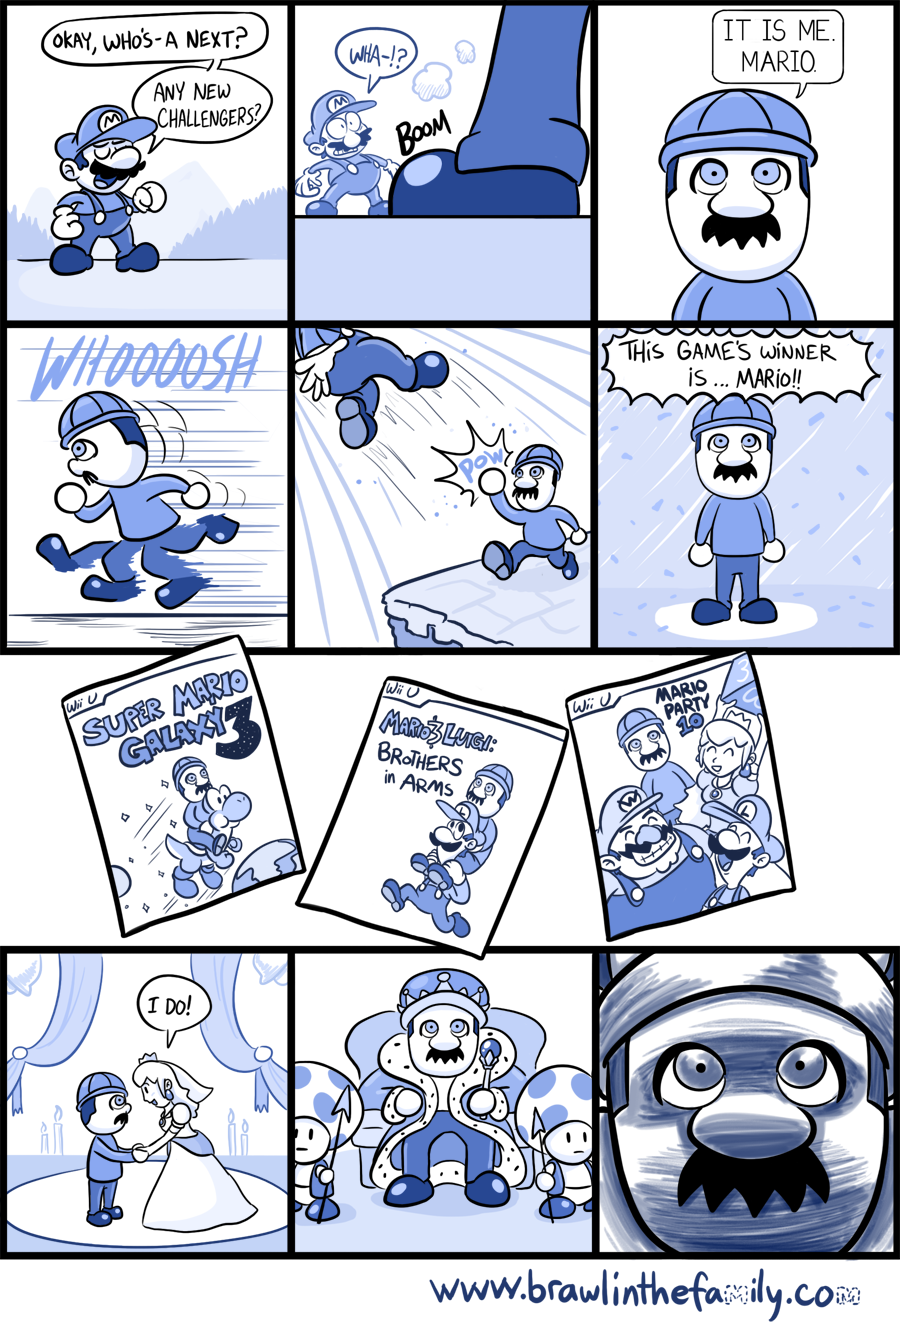 OKAY, WHO'S-A NEXT?
ANY NEW
CHALLENGERS?
M
WHA-!?
M
BOOM
IT IS ME.
MARIO.
WHOOOOSH
POW
THIS GAME'S WINNER
IS... MARIO!!
Wii U
SUPER MARIO
GALAXY 3
Wii U
MARIO & LUIGI:
BROTHERS
in ARMS
L
Wii U
MARIO
PARTY
10
W
L
I DO!
www.brawlinthefamily.com